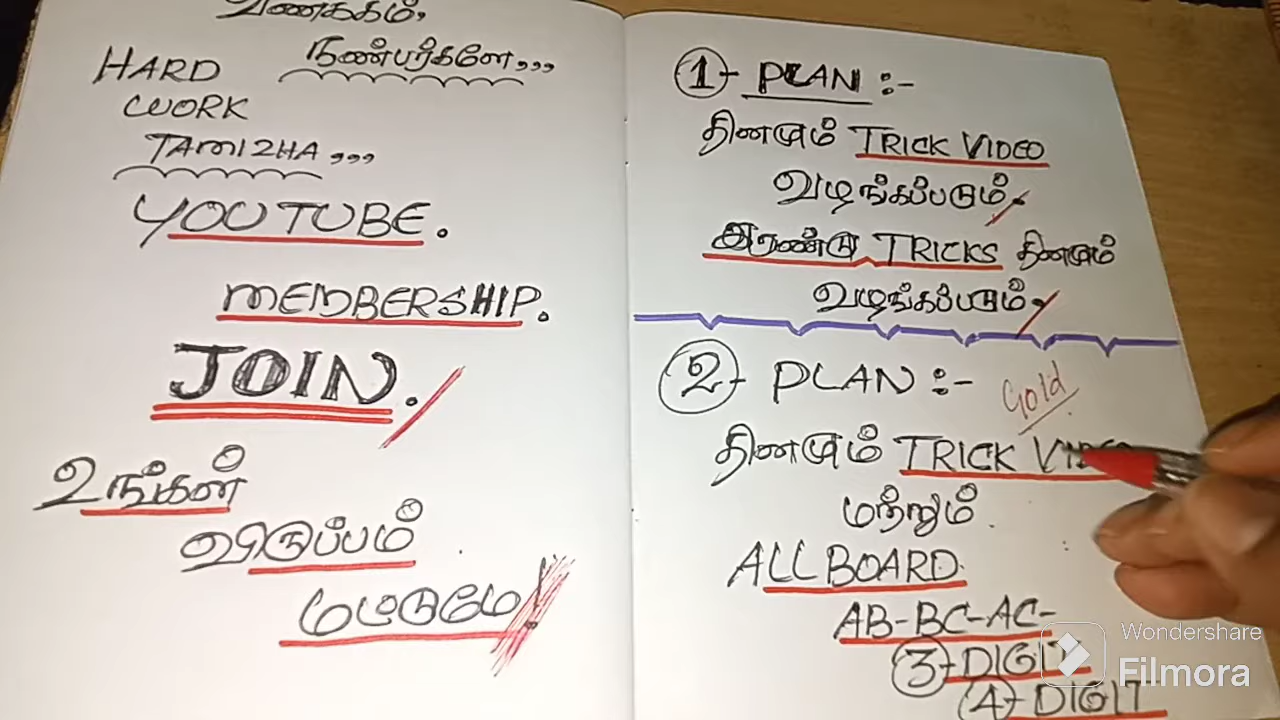 வணக்கம்,
நண்பர்களே,,,
HARD
WORK
TAMIZHA,,,
YOUTUBE.
MEMBERSHIP.
JOIN.
உங்கள்
விருப்பம்
மட்டுமே!
1- PLAN :-
தினமும் TRICK VIDEO
வழங்கப்படும்.
இரண்டு TRICKS தினமும்
வழங்கப்படும்.
2- PLAN :-
Gold
தினமும் TRICK VIDEO
மற்றும்.
ALL BOARD.
AB-BC-AC-
3-DIGIT
4-DIGIT
Wondershare
Filmora